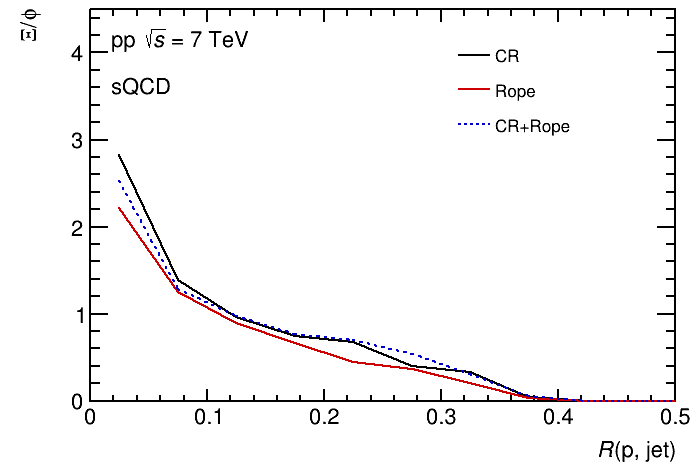 Ξ/ϕ
pp √s = 7 TeV
sQCD
CR
Rope
CR+Rope
4
3
2
1
0
0 0.1 0.2 0.3 0.4 0.5
R(p, jet)